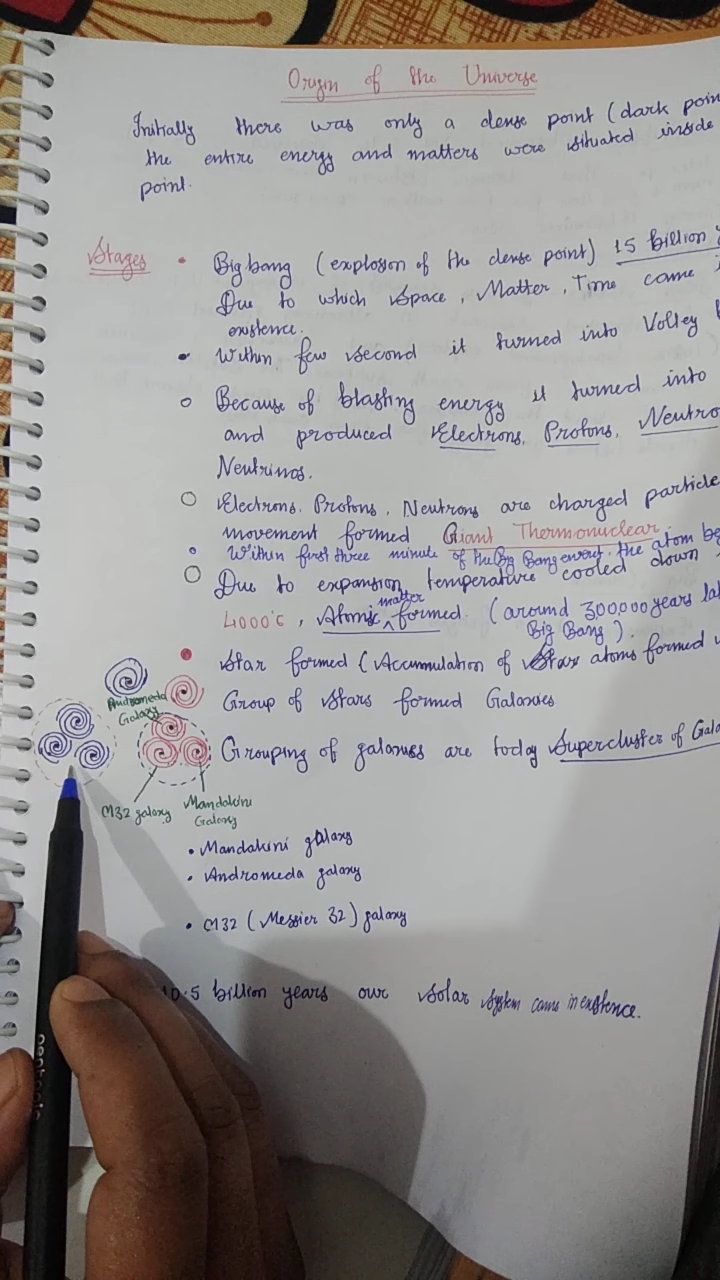 Origin of the Universe
Initially there was only a dense point (dark poin
the entire energy and matters were situated inside
point.
Stages
• Big bang (explosion of the dense point) 15 billion y
Due to which Space, Matter, Time came i
existence.
• Within few second it turned into Volley
Because of blasting energy it turned into
and produced Electrons, Protons, Neutro
Neutrinos.
Electrons, Protons, Neutrons are charged particle
movement formed Giant Thermonuclear.
• Within first three minute of the Big Bang event, the atom be
Due to expansion temperature cooled down
4000°C, Atomic matter formed. (around 300,000 years la
Big Bang).
• Star formed (Accumulation of atoms formed
Group of Stars formed Galaxies
Andromeda
Galaxy
Grouping of galaxies are today Supercluster of Gala
M32 galaxy
Mandakini
Galaxy
• Mandakini galaxy
• Andromeda galaxy
• M32 (Messier 32) galaxy
0.5 billion years our Solar System came in existence.